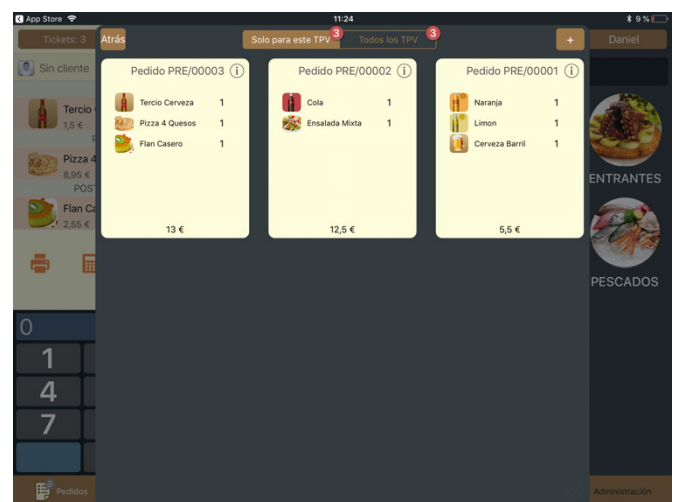 App Store
11:24
9 %
Tickets: 3
Atrás
Solo para este TPV
3
Todos los TPV
3
+
Daniel
Sin cliente
Tercio
1,5 €
Pizza 4
8,95 €
POST
Flan Ca
2,55 €
Pedido PRE/00003
Tercio Cerveza 1
Pizza 4 Quesos 1
Flan Casero 1
13 €
Pedido PRE/00002
Cola 1
Ensalada Mixta 1
12,5 €
Pedido PRE/00001
Naranja 1
Limon 1
Cerveza Barril 1
5,5 €
ENTRANTES
PESCADOS
0
1
4
7
3
Pedidos
Administración